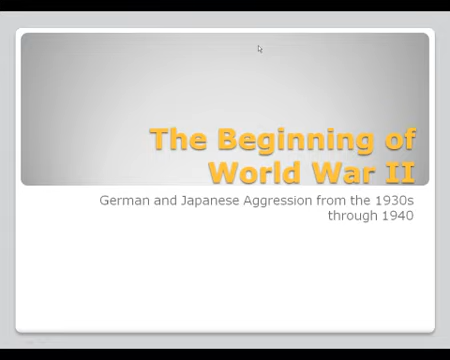 The Beginning of
World War II
German and Japanese Aggression from the 1930s
through 1940